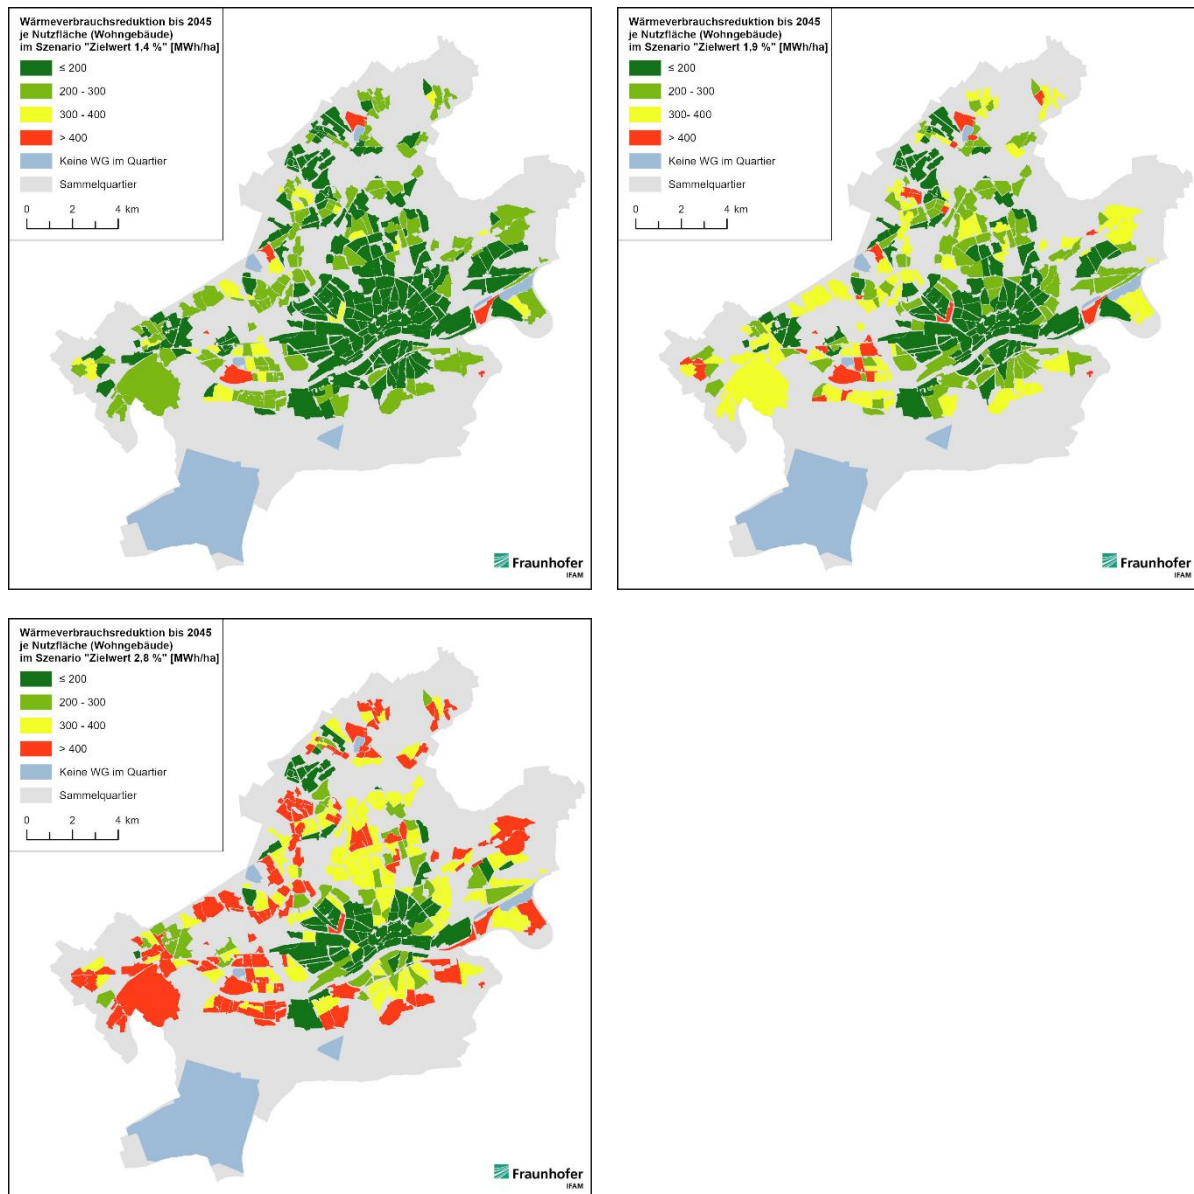 Wärmeverbrauchsreduktion bis 2045
je Nutzfläche (Wohngebäude)
im Szenario "Zielwert 1,4 %" [MWh/ha]
≤ 200
200 - 300
300 - 400
> 400
Keine WG im Quartier
Sammelquartier
0 2 4 km
Fraunhofer
IFAM
Wärmeverbrauchsreduktion bis 2045
je Nutzfläche (Wohngebäude)
im Szenario "Zielwert 1,9 %" [MWh/ha]
≤ 200
200 - 300
300- 400
> 400
Keine WG im Quartier
Sammelquartier
0 2 4 km
Fraunhofer
IFAM
Wärmeverbrauchsreduktion bis 2045
je Nutzfläche (Wohngebäude)
im Szenario "Zielwert 2,8 %" [MWh/ha]
≤ 200
200 - 300
300 - 400
> 400
Keine WG im Quartier
Sammelquartier
0 2 4 km
Fraunhofer
IFAM